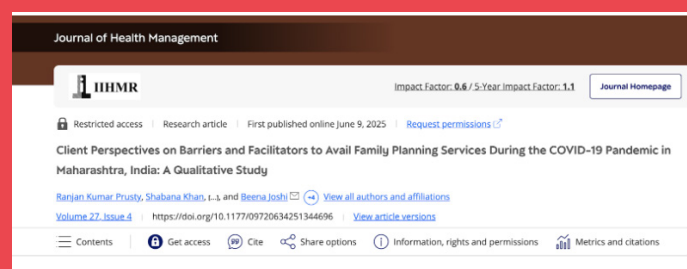 Journal of Health Management
IIHMR
Impact Factor: 0.6 / 5-Year Impact Factor: 1.1
Journal Homepage
Restricted access
Research article
First published online June 9, 2025
Request permissions
Client Perspectives on Barriers and Facilitators to Avail Family Planning Services During the COVID-19 Pandemic in
Maharashtra, India: A Qualitative Study
Ranjan Kumar Prusty, Shabana Khan, [...], and Beena Joshi +4 View all authors and affiliations
Volume 27, Issue 4
https://doi.org/10.1177/09720634251344696
View article versions
Contents
Get access
Cite
Share options
Information, rights and permissions
Metrics and citations